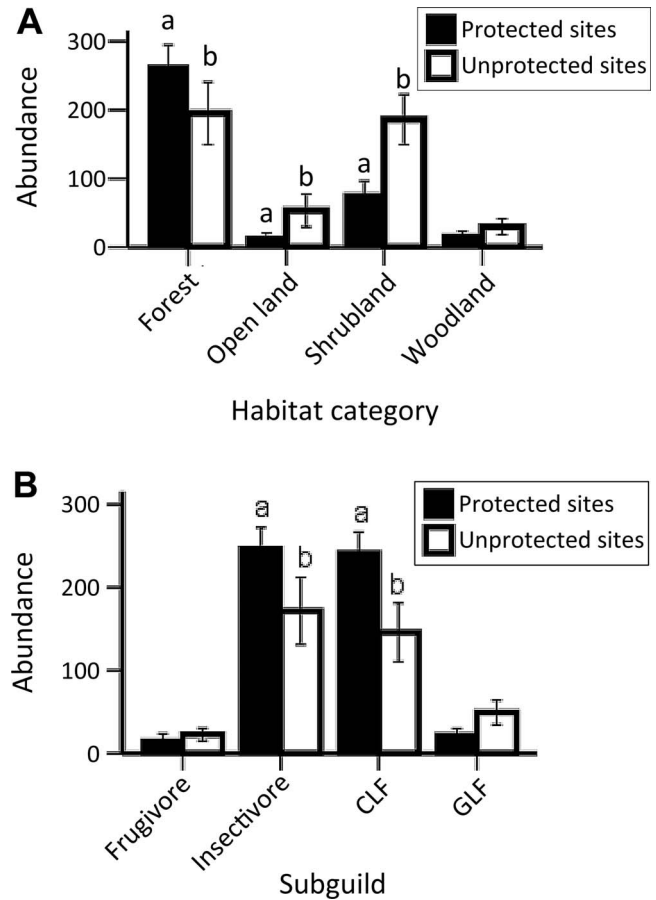 A
Protected sites
Unprotected sites
300
200
100
0
Abundance
a
b
a
b
a
b
Forest
Open land
Shrubland
Woodland
Habitat category
B
Protected sites
Unprotected sites
300
200
100
0
Abundance
a
b
a
b
Frugivore
Insectivore
CLF
GLF
Subguild